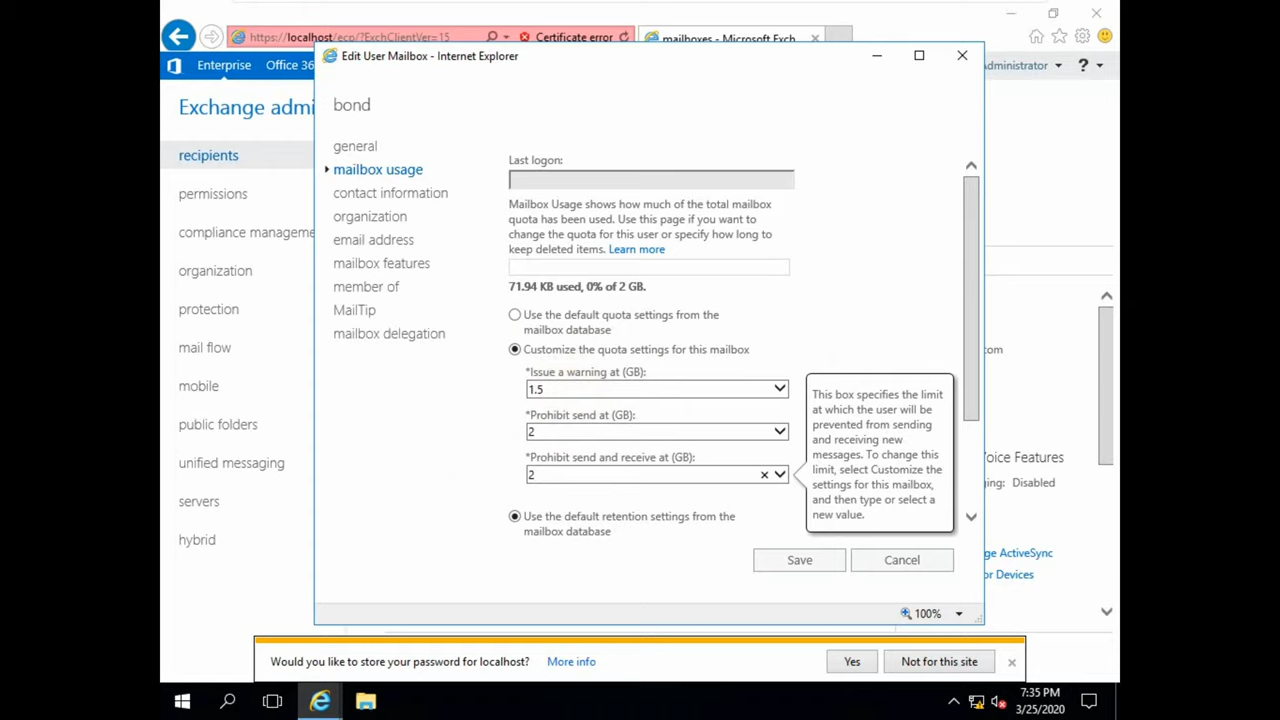 https://localhost/ecp/?ExchClientVer=15
Certificate error
mailboxes - Microsoft Exch
Edit User Mailbox - Internet Explorer
Enterprise
Office 36
Administrator
?
Exchange admi
bond
recipients
permissions
compliance manageme
organization
protection
mail flow
mobile
public folders
unified messaging
servers
hybrid
general
mailbox usage
contact information
organization
email address
mailbox features
member of
MailTip
mailbox delegation
Last logon:
Mailbox Usage shows how much of the total mailbox
quota has been used. Use this page if you want to
change the quota for this user or specify how long to
keep deleted items. Learn more
71.94 KB used, 0% of 2 GB.
Use the default quota settings from the
mailbox database
Customize the quota settings for this mailbox
*Issue a warning at (GB):
1.5
*Prohibit send at (GB):
2
*Prohibit send and receive at (GB):
2
Use the default retention settings from the
mailbox database
This box specifies the limit
at which the user will be
prevented from sending
and receiving new
messages. To change this
limit, select Customize the
settings for this mailbox,
and then type or select a
new value.
Save
Cancel
100%
com
oice Features
ging: Disabled
ge ActiveSync
or Devices
Would you like to store your password for localhost?
More info
Yes
Not for this site
7:35 PM
3/25/2020